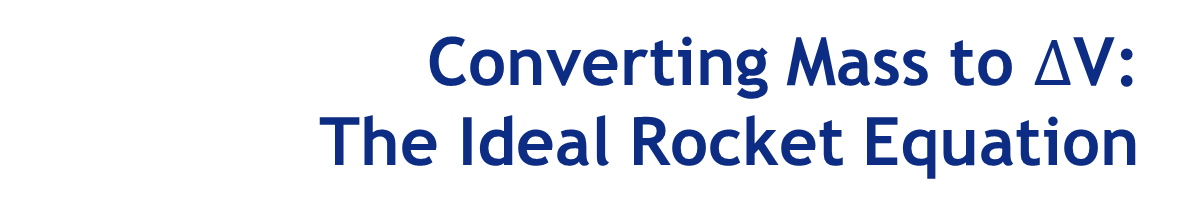 Converting Mass to ΔV:
The Ideal Rocket Equation